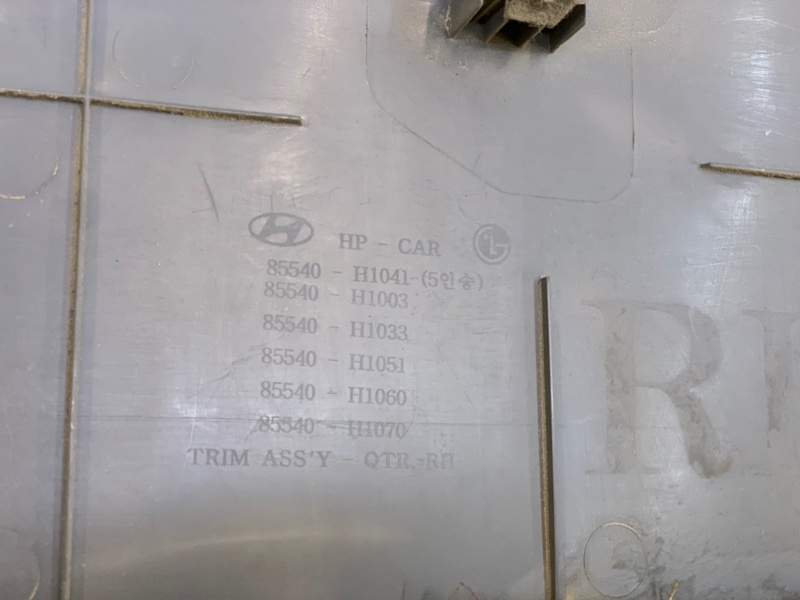 HP - CAR
85540 - H1041-(5인승)
85540 - H1003
85540 - H1033
85540 - H1051
85540 - H1060
85540 - H1070
TRIM ASS'Y - QTR,-RH
RH